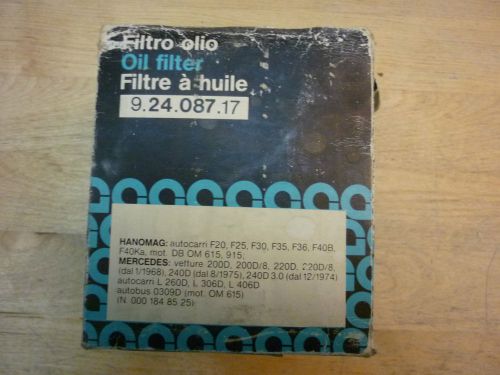 Filtro olio
Oil filter
Filtre à huile
9.24.087.17
HANOMAG: autocarri F20, F25, F30, F35, F36, F40B,
F40Ka, mot. DB OM 615, 915,
MERCEDES: vetture 200D, 200D/8, 220D, 220D/8,
(dal 1/1968), 240D (dal 8/1975), 240D 3.0 (dal 12/1974)
autocarri L 260D, L 306D, L 406D
autobus 0309D (mot. OM 615)
(N. 000 184 85 25)